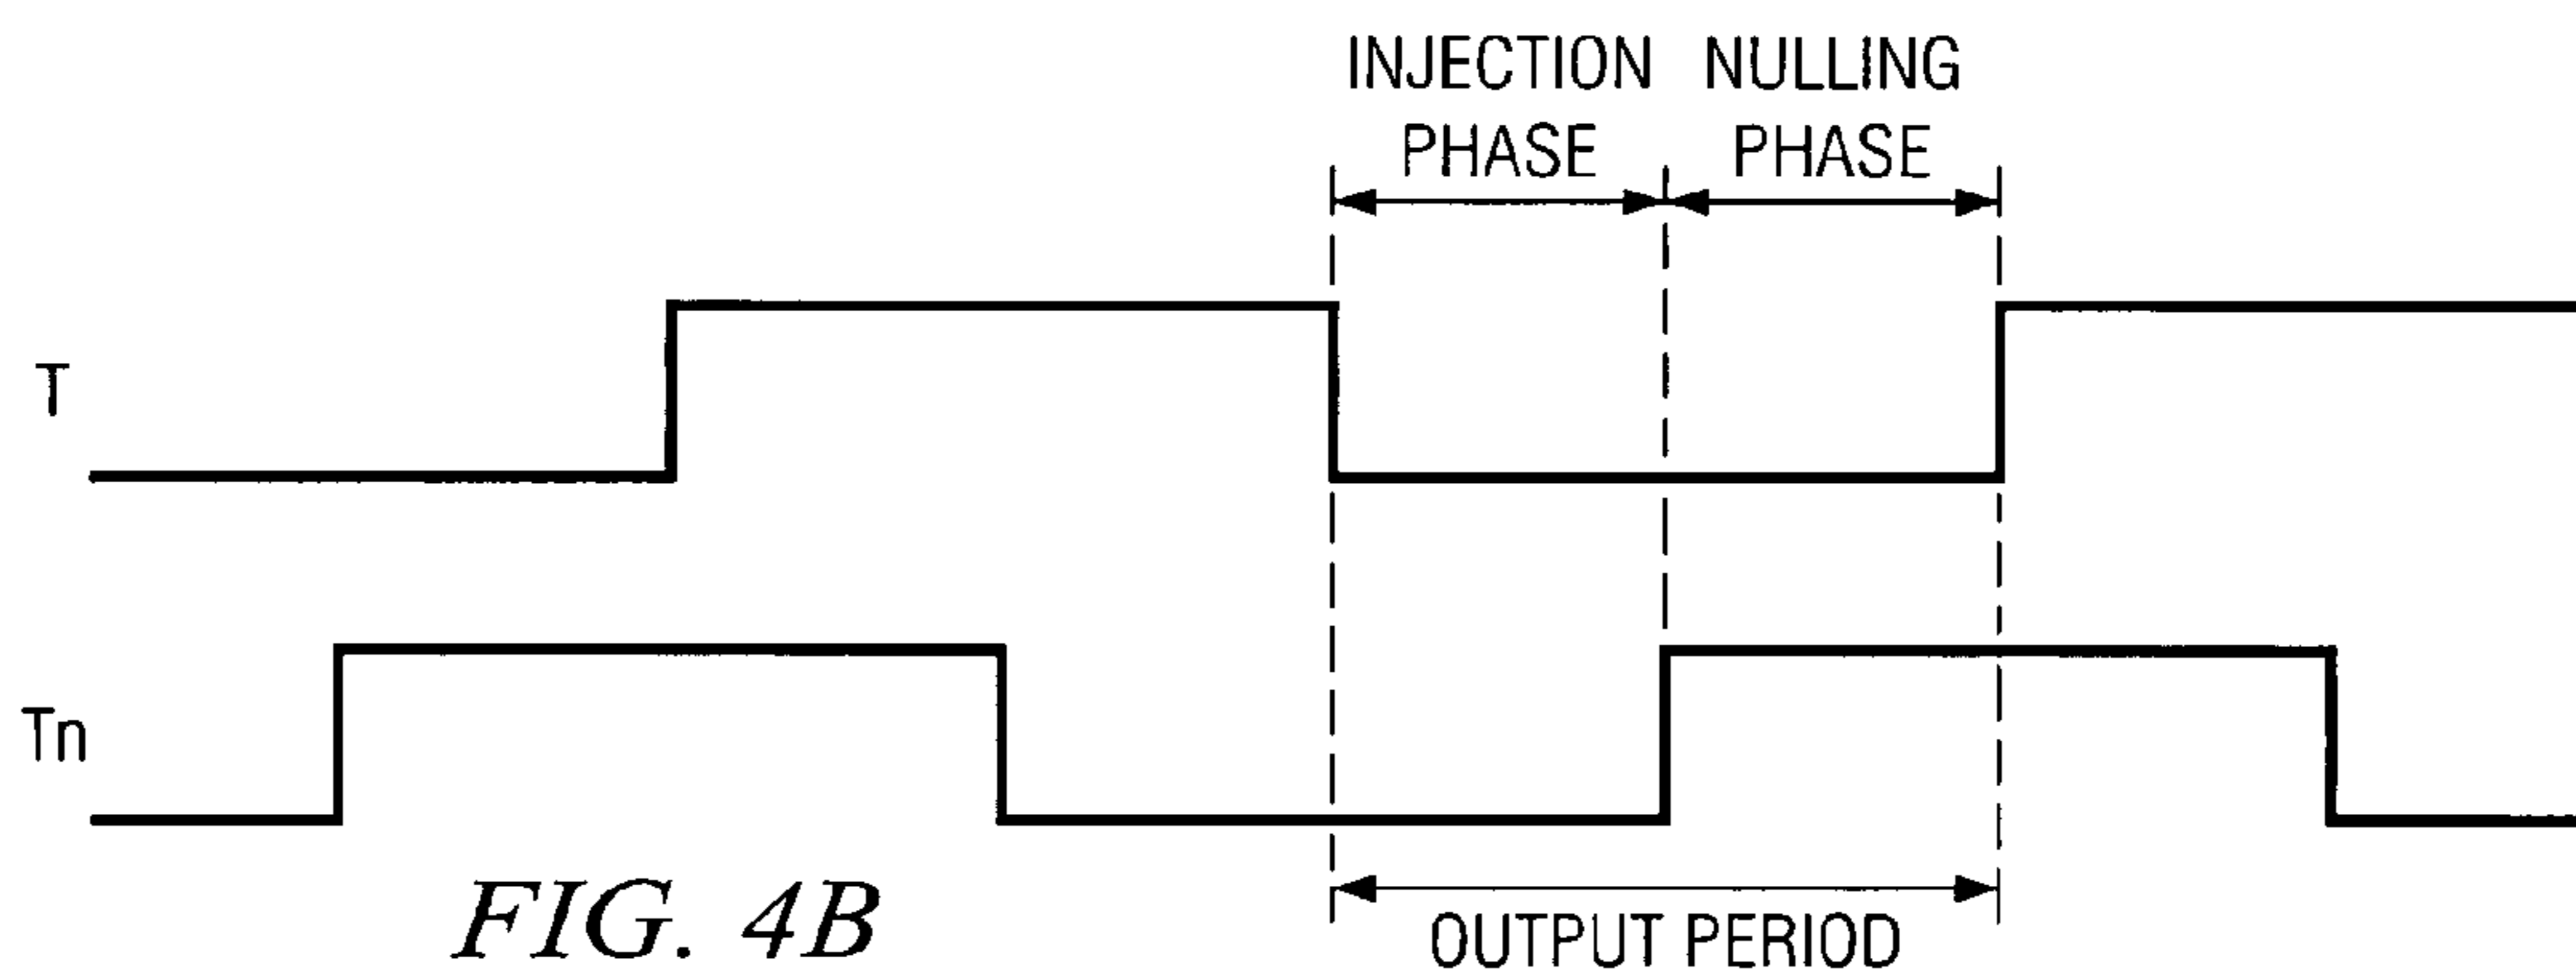 INJECTION PHASE
NULLING PHASE
T
Tn
OUTPUT PERIOD
FIG. 4B